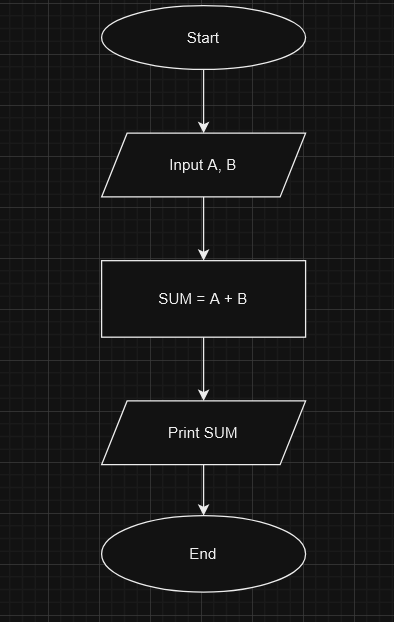 Start
Input A, B
SUM = A + B
Print SUM
End